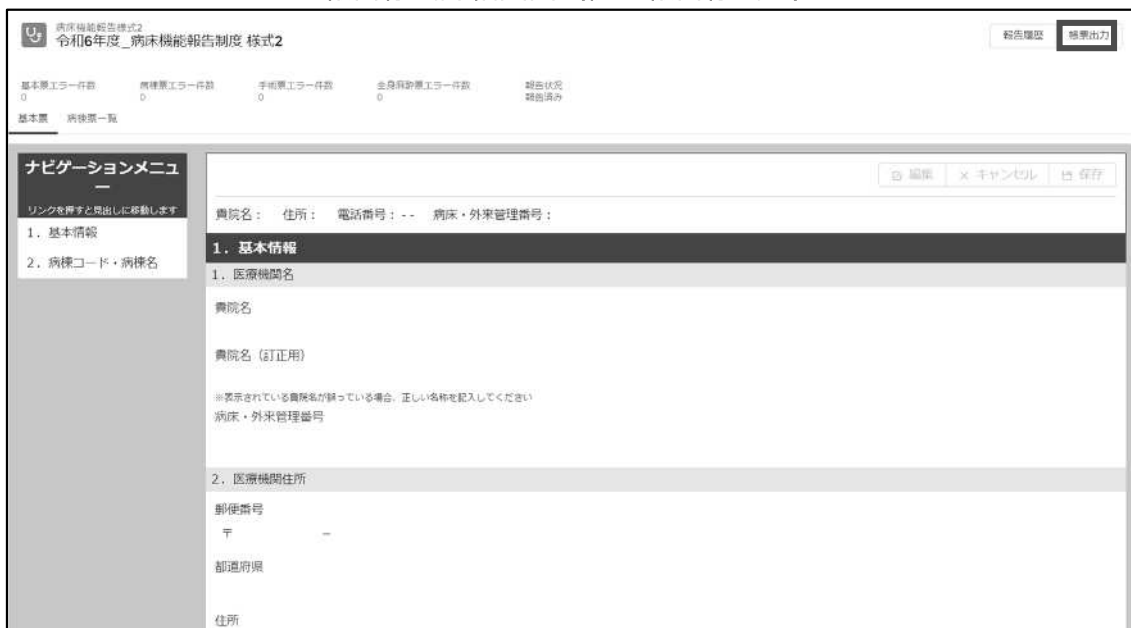 病床機能報告様式2
令和6年度_病床機能報告制度 様式2
報告履歴 帳票出力
基本票エラー件数 病棟票エラー件数 手術票エラー件数 全身麻酔票エラー件数 報告状況
0 0 0 0 報告済み
基本票 病棟票一覧
ナビゲーションメニュ
ー
リンクを押すと見出しに移動します
1. 基本情報
2. 病棟コード・病棟名
編集 × キャンセル 保存
貴院名: 住所: 電話番号:-- 病床・外来管理番号:
1. 基本情報
1. 医療機関名
貴院名
貴院名 (訂正用)
※表示されている貴院名が誤っている場合、正しい名称を記入してください
病床・外来管理番号
2. 医療機関住所
郵便番号
〒 −
都道府県
住所